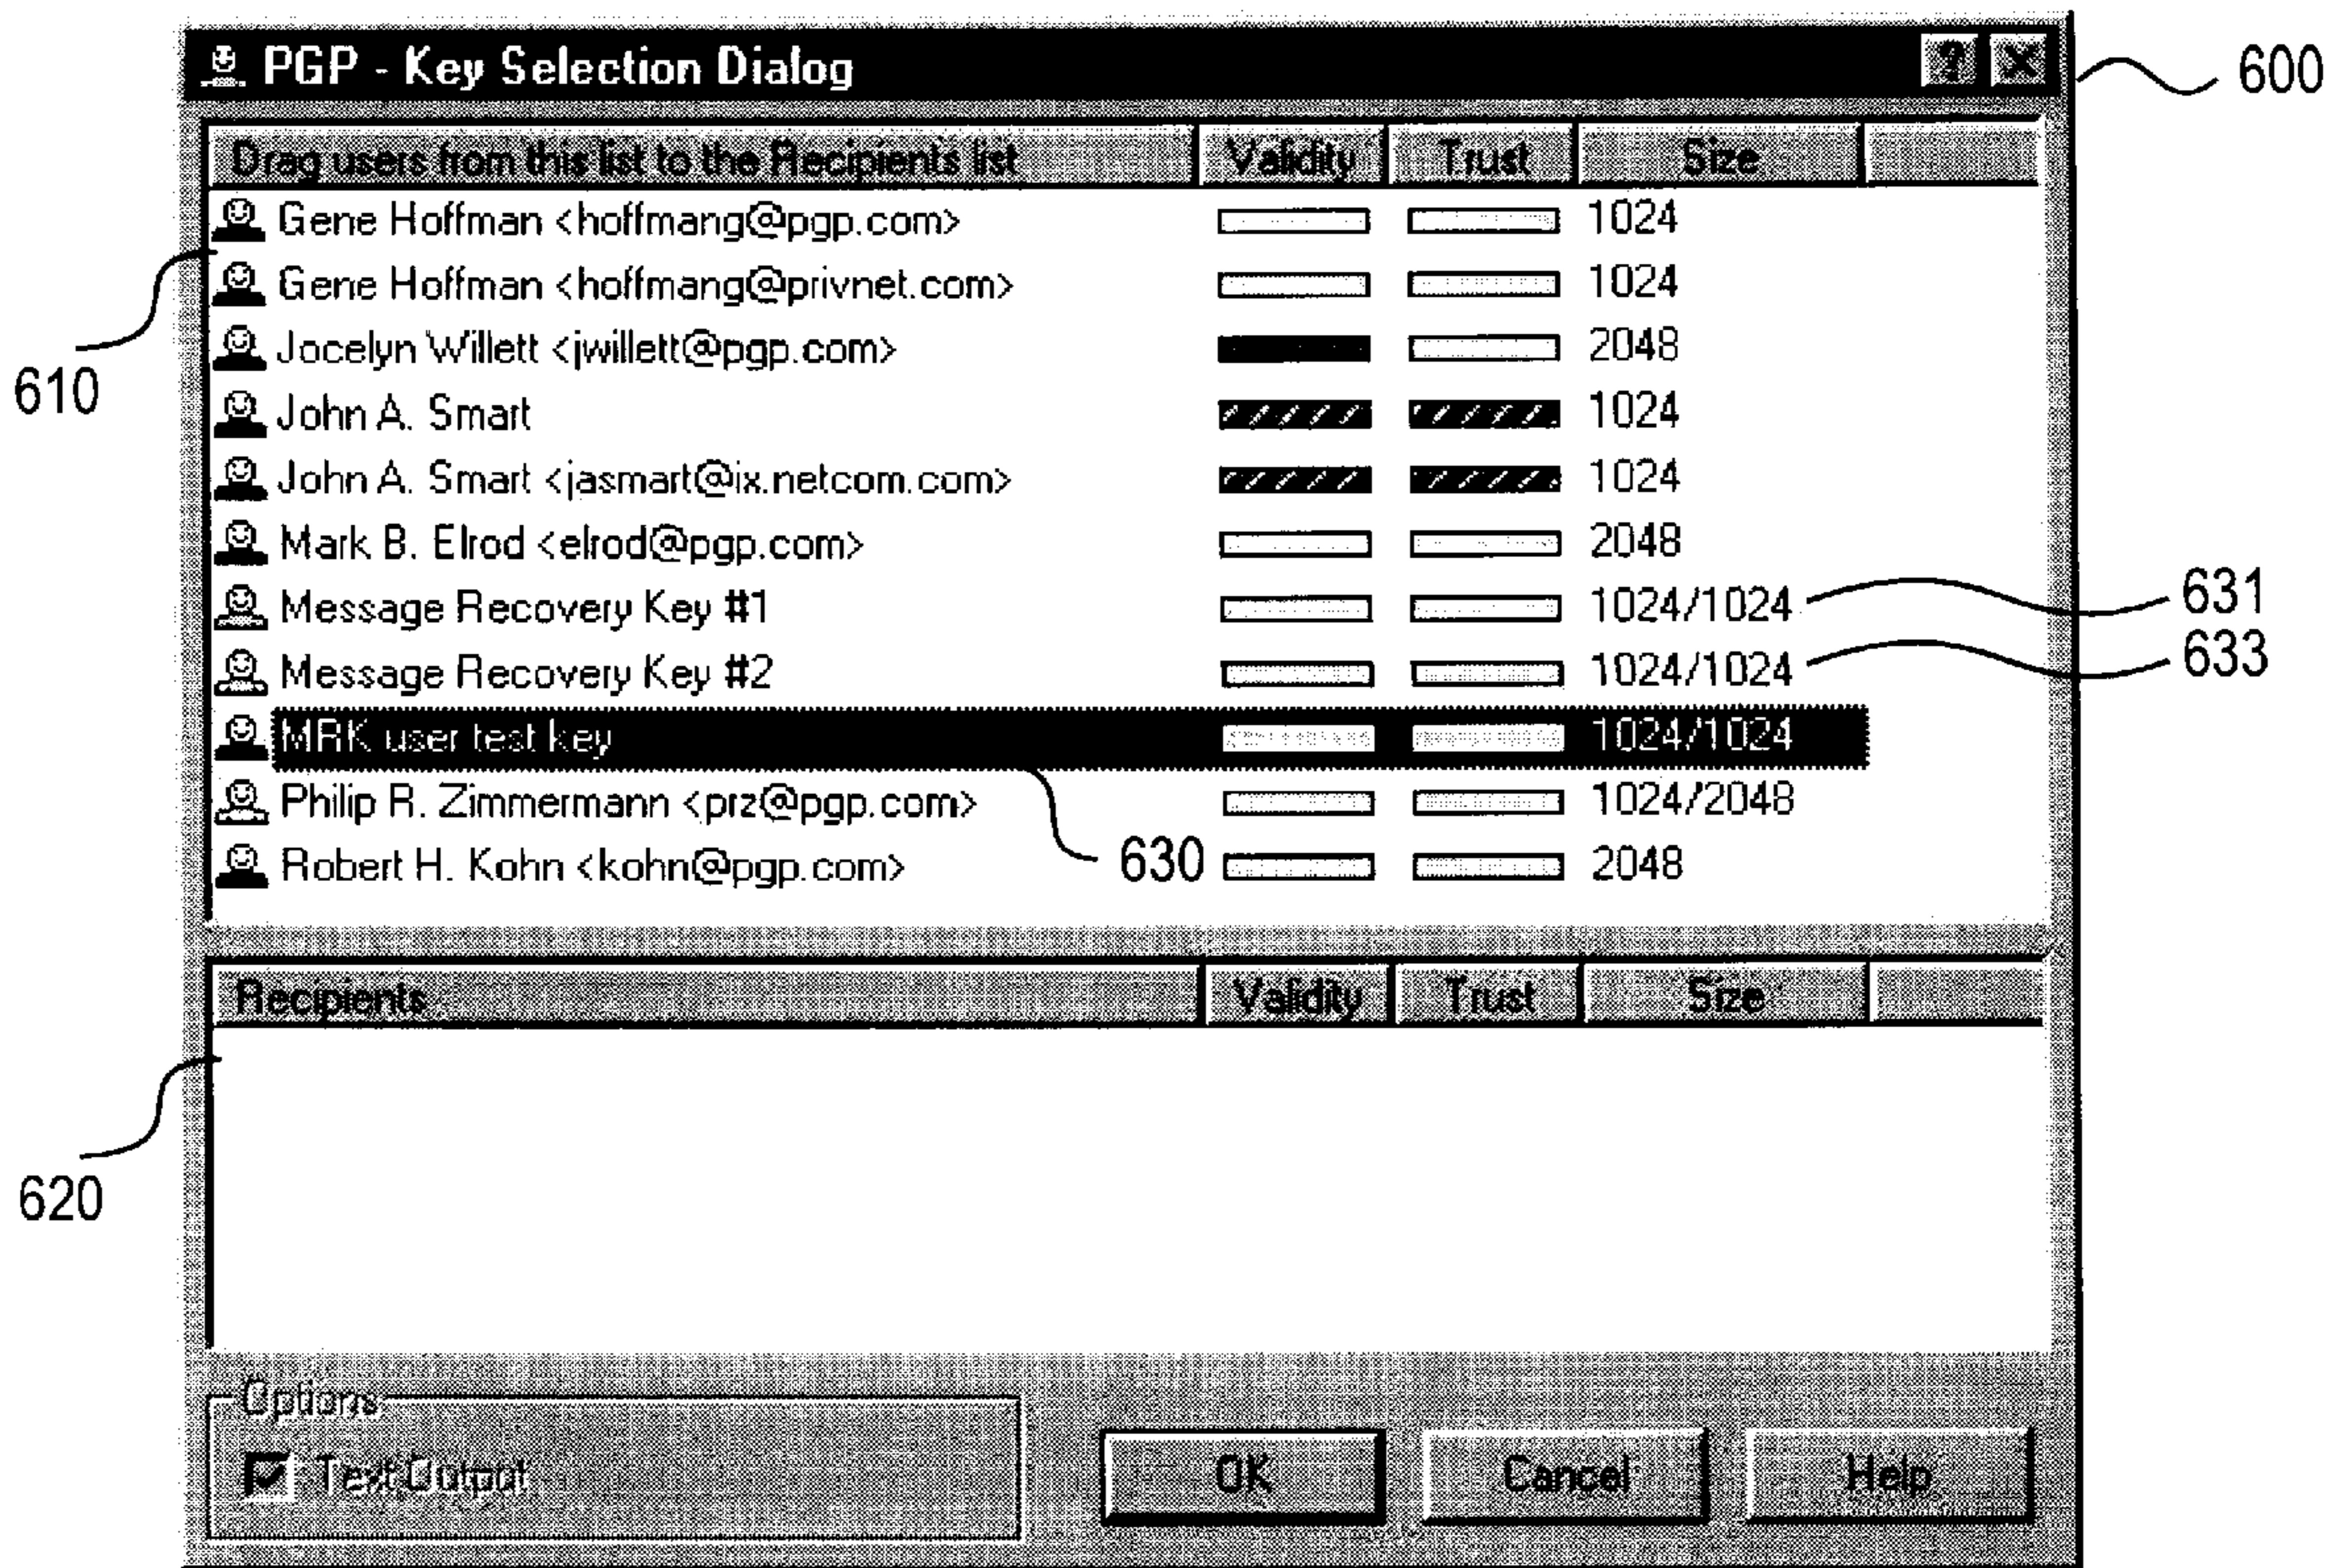 PGP - Key Selection Dialog
600
Drag users from this list to the Recipients list Validity Trust Size
Gene Hoffman <hoffmang@pgp.com> 1024
Gene Hoffman <hoffmang@privnet.com> 1024
Jocelyn Willett <jwillett@pgp.com> 2048
610
John A. Smart 1024
John A. Smart <jasmart@ix.netcom.com> 1024
Mark B. Elrod <elrod@pgp.com> 2048
Message Recovery Key #1 1024/1024 631
Message Recovery Key #2 1024/1024 633
MRK user test key 1024/1024
Philip R. Zimmermann <prz@pgp.com> 1024/2048
Robert H. Kohn <kohn@pgp.com> 630 2048
Recipients Validity Trust Size
620
Options
Text Output
OK Cancel Help